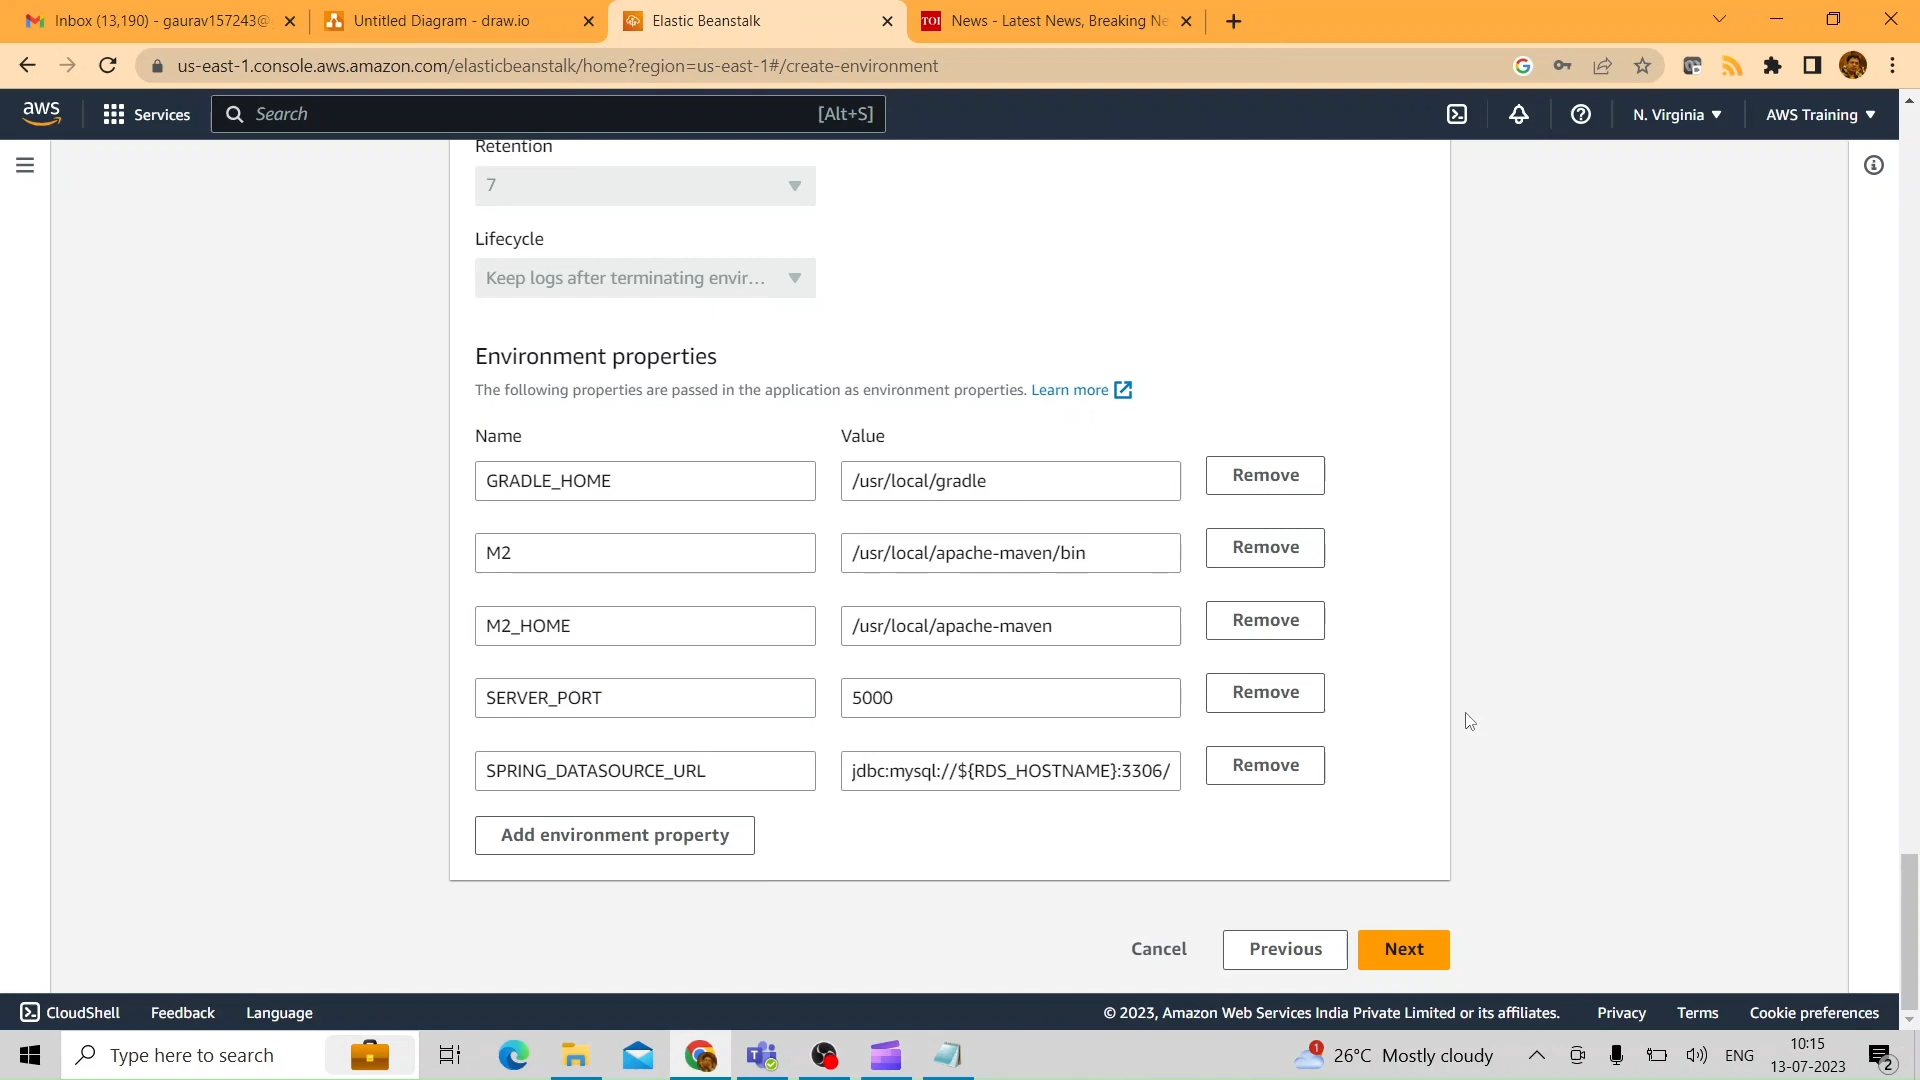 Inbox (13,190) - gaurav157243@
Untitled Diagram - draw.io
Elastic Beanstalk
TOI
News - Latest News, Breaking Ne
us-east-1.console.aws.amazon.com/elasticbeanstalk/home?region=us-east-1#/create-environment
aws
Services
Search
[Alt+S]
N. Virginia
AWS Training
Retention
7
Lifecycle
Keep logs after terminating envir...
Environment properties
The following properties are passed in the application as environment properties. Learn more
Name Value
GRADLE_HOME /usr/local/gradle Remove
M2 /usr/local/apache-maven/bin Remove
M2_HOME /usr/local/apache-maven Remove
SERVER_PORT 5000 Remove
SPRING_DATASOURCE_URL jdbc:mysql://${RDS_HOSTNAME}:3306/ Remove
Add environment property
Cancel Previous Next
CloudShell Feedback Language © 2023, Amazon Web Services India Private Limited or its affiliates. Privacy Terms Cookie preferences
Type here to search
1
26°C Mostly cloudy
ENG
10:15
13-07-2023
2